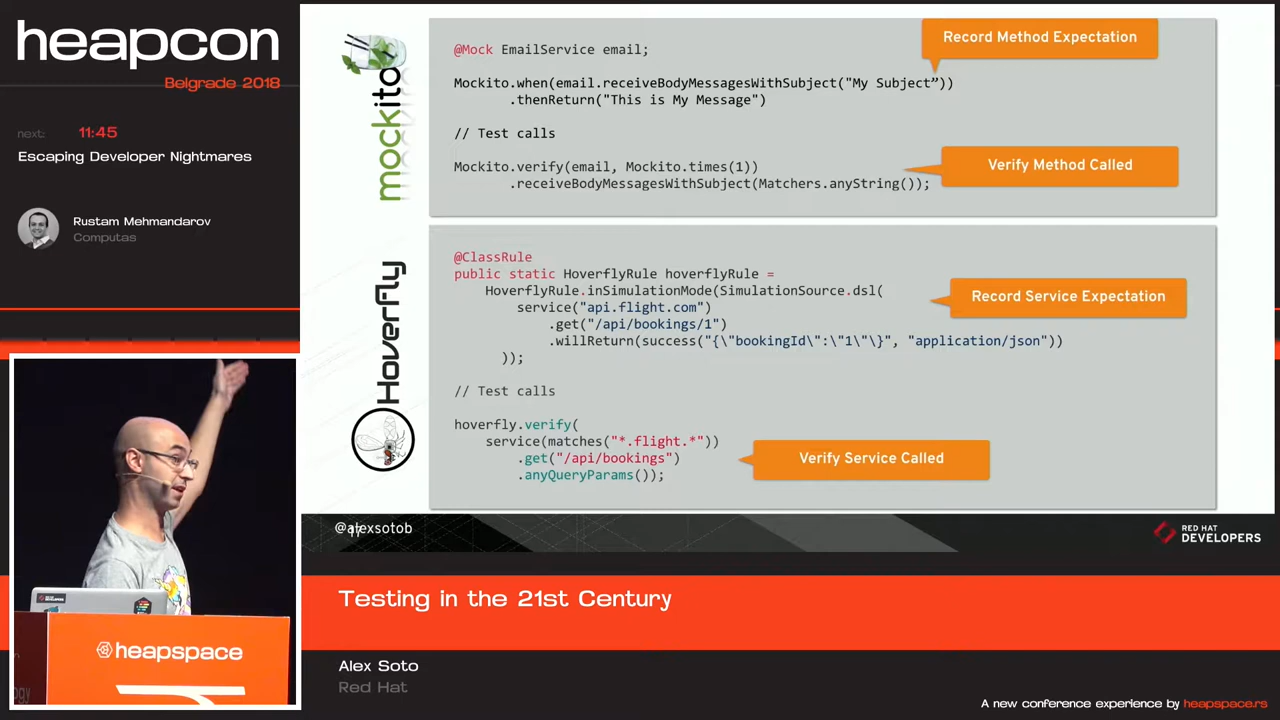 heapcon
Belgrade 2018
next: 11:45
Escaping Developer Nightmares
Rustam Mehmandarov
Computas
mockito
@Mock EmailService email;
Record Method Expectation
Mockito.when(email.receiveBodyMessagesWithSubject("My Subject”))
.thenReturn("This is My Message")
// Test calls
Verify Method Called
Mockito.verify(email, Mockito.times(1))
.receiveBodyMessagesWithSubject(Matchers.anyString());
Hoverfly
@ClassRule
public static HoverflyRule hoverflyRule =
HoverflyRule.inSimulationMode(SimulationSource.dsl(
Record Service Expectation
service("api.flight.com")
.get("/api/bookings/1")
.willReturn(success("{\"bookingId\":\"1\"\}", "application/json"))
));
// Test calls
hoverfly.verify(
service(matches("*.flight.*"))
.get("/api/bookings")
Verify Service Called
.anyQueryParams());
@alexsotob
17
RED HAT
DEVELOPERS
heapspace
Testing in the 21st Century
Alex Soto
Red Hat
A new conference experience by heapspace.rs